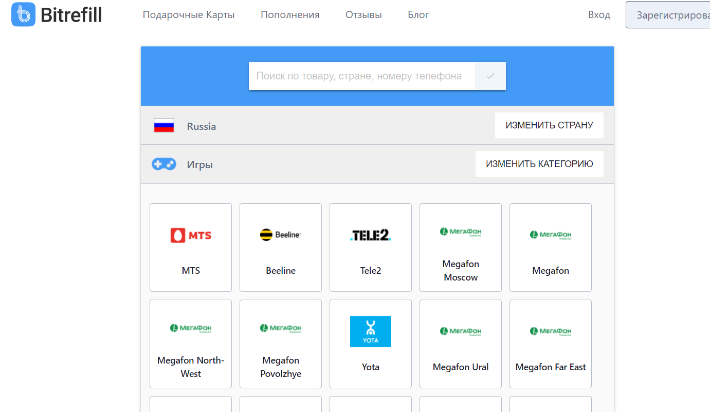 Bitrefill Подарочные Карты Пополнения Отзывы Блог Вход Зарегистрирова
Поиск по товару, стране, номеру телефона
Russia ИЗМЕНИТЬ СТРАНУ
Игры ИЗМЕНИТЬ КАТЕГОРИЮ
МТS Beeline TELE2 МЕГАФОН МЕГАФОН
MTS Beeline Tele2 Megafon Moscow Megafon
МЕГАФОН МЕГАФОН YOTA МЕГАФОН МЕГАФОН
Megafon North-West Megafon Povolzhye Yota Megafon Ural Megafon Far East